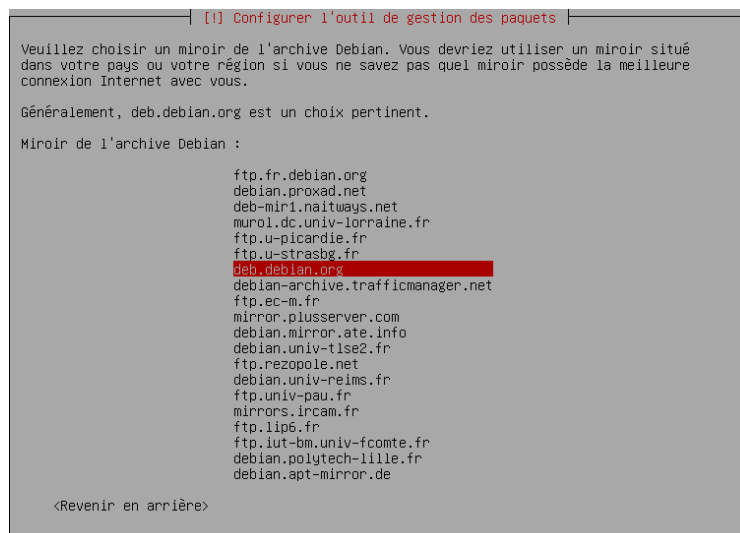 [!] Configurer l'outil de gestion des paquets
Veuillez choisir un miroir de l'archive Debian. Vous devriez utiliser un miroir situé
dans votre pays ou votre région si vous ne savez pas quel miroir possède la meilleure
connexion Internet avec vous.
Généralement, deb.debian.org est un choix pertinent.
Miroir de l'archive Debian :
ftp.fr.debian.org
debian.proxad.net
deb-mir1.naitways.net
murol.dc.univ-lorraine.fr
ftp.u-picardie.fr
ftp.u-strasbg.fr
deb.debian.org
debian-archive.trafficmanager.net
ftp.ec-m.fr
mirror.plusserver.com
debian.mirror.ate.info
debian.univ-tlse2.fr
ftp.rezopole.net
debian.univ-reims.fr
ftp.univ-pau.fr
mirrors.ircam.fr
ftp.lip6.fr
ftp.iut-bm.univ-fcomte.fr
debian.polytech-lille.fr
debian.apt-mirror.de
<Revenir en arrière>